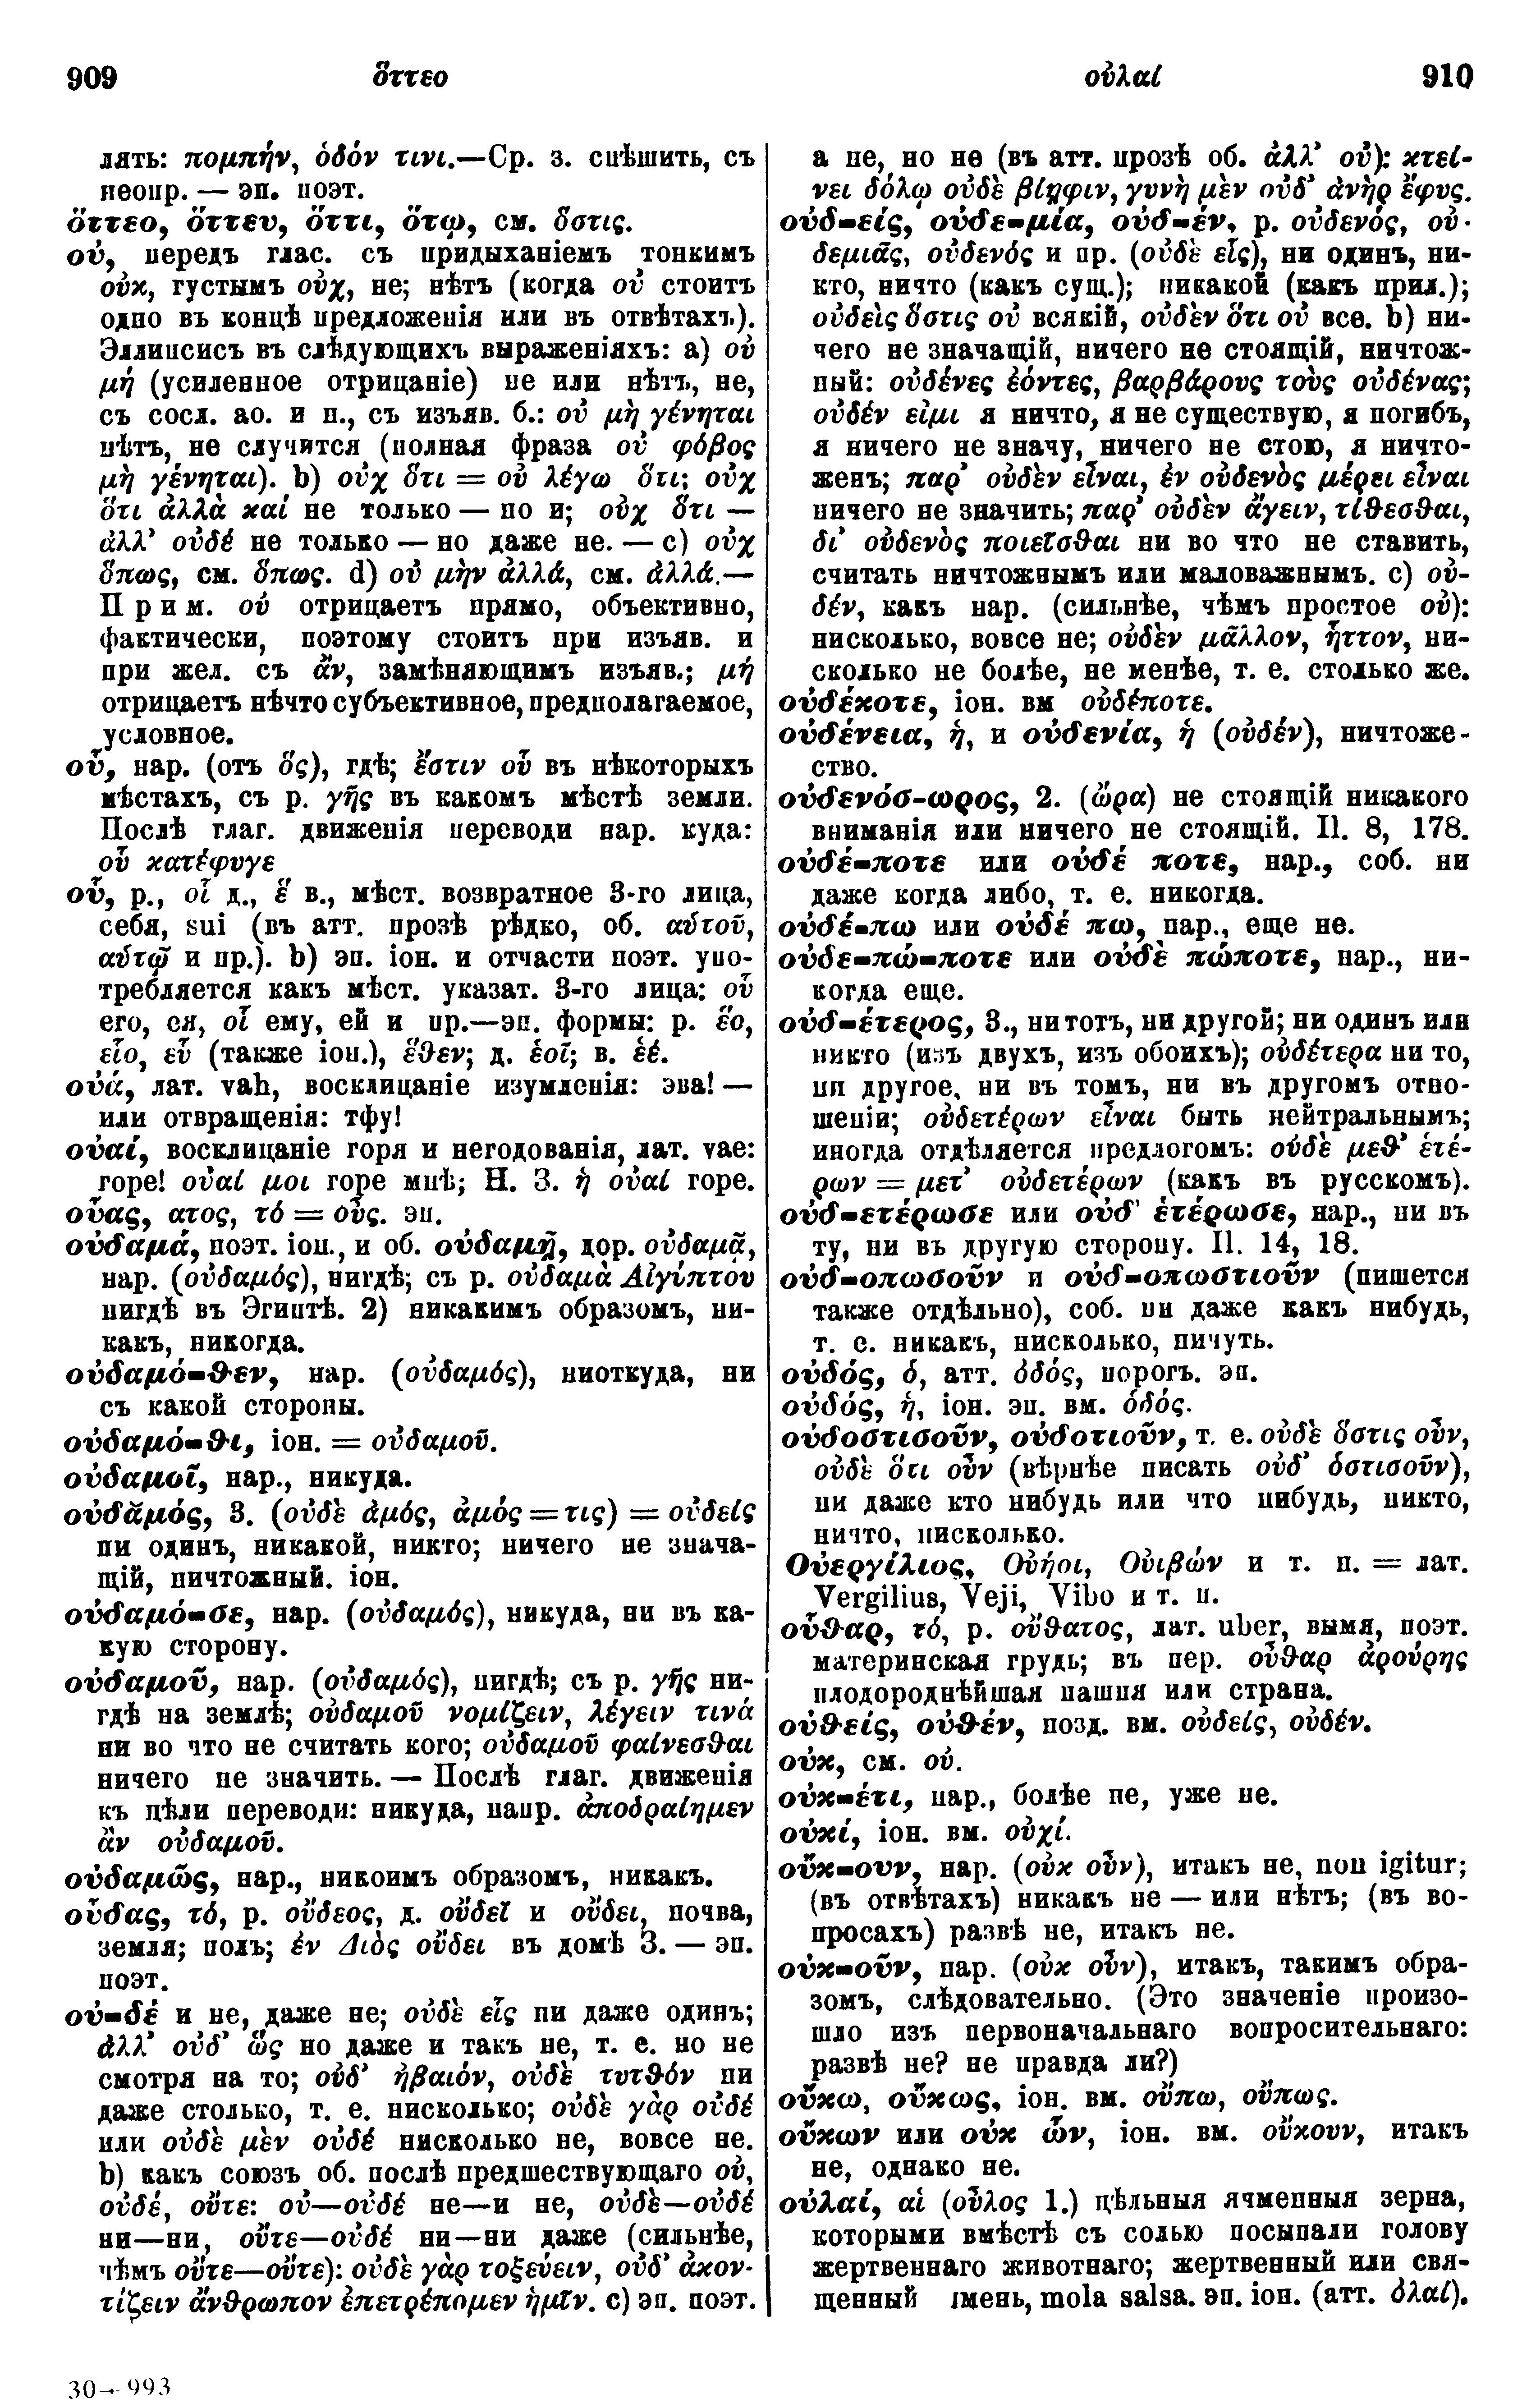 909
ὅττεο
οὐλαί
910
лять: πομπήν, ὁδόν τινι.—Ср. з. спѣшить, съ
неопр. — эп. поэт.
ὅττεο, ὅττευ, ὅττι, ὅτῳ, см. ὅστις.
οὐ, передъ глас. съ придыханіемъ тонкимъ
οὐκ, густымъ οὐχ, не; нѣтъ (когда οὐ стоитъ
одно въ концѣ предложенія или въ отвѣтахъ).
Эллипсисъ въ слѣдующихъ выраженіяхъ: a) οὐ
μή (усиленное отрицаніе) не или нѣтъ, не,
съ сосл. ао. и п., съ изъяв. б.: οὐ μὴ γένηται
нѣтъ, не случится (полная фраза οὐ φόβος
μὴ γένηται). b) οὐχ ὅτι = οὐ λέγω ὅτι; οὐχ
ὅτι ἀλλὰ καί не только — но и; οὐχ ὅτι —
ἀλλ’ οὐδέ не только — но даже не. — c) οὐχ
ὅπως, см. ὅπως. d) οὐ μὴν ἀλλά, см. ἀλλά.—
Прим. οὐ отрицаетъ прямо, объективно,
фактически, поэтому стоитъ при изъяв. и
при жел. съ ἄν, замѣняющимъ изъяв.; μή
отрицаетъ нѣчто субъективное, предполагаемое,
условное.
οὗ, нар. (отъ ὅς), гдѣ; ἔστιν οὗ въ нѣкоторыхъ
мѣстахъ, съ р. γῆς въ какомъ мѣстѣ земли.
Послѣ глаг. движенія переводи нар. куда:
οὗ κατέφυγε
οὗ, р., οἷ д., ἕ в., мѣст. возвратное 3-го лица,
себя, sui (въ атт. прозѣ рѣдко, об. αὑτοῦ,
αὑτῷ и пр.). b) эп. іон. и отчасти поэт. упо-
требляется какъ мѣст. указат. 3-го лица: οὗ
его, ея, οἷ ему, ей и пр.—эп. формы: р. ἕο,
εἷο, εὗ (также іон.), ἕθεν; д. ἑοῖ; в. ἑέ.
οὐά, лат. vah, восклицаніе изумленія: эва! —
или отвращенія: тфу!
οὐαί, восклицаніе горя и негодованія, лат. vae:
горе! οὐαί μοι горе мнѣ; Н. З. ἡ οὐαί горе.
οὖας, ατος, τό = οὖς. эп.
οὐδαμά, поэт. іон., и об. οὐδαμῇ, дор. οὐδαμᾷ,
нар. (οὐδαμός), нигдѣ; съ р. οὐδαμὰ Αἰγύπτου
нигдѣ въ Египтѣ. 2) никакимъ образомъ, ни-
какъ, никогда.
οὐδαμό-θεν, нар. (οὐδαμός), ниоткуда, ни
съ какой стороны.
οὐδαμό-θι, іон. = οὐδαμοῦ.
οὐδαμοῖ, нар., никуда.
οὐδᾰμός, 3. (οὐδὲ ἀμός, ἀμός = τις) = οὐδείς
ни одинъ, никакой, никто; ничего не знача-
щій, ничтожный. іон.
οὐδαμό-σε, нар. (οὐδαμός), никуда, ни въ ка-
кую сторону.
οὐδαμοῦ, нар. (οὐδαμός), нигдѣ; съ р. γῆς ни-
гдѣ на землѣ; οὐδαμοῦ νομίζειν, λέγειν τινά
ни во что не считать кого; οὐδαμοῦ φαίνεσθαι
ничего не значить. — Послѣ глаг. движенія
къ цѣли переводи: никуда, напр. ἀποδραίημεν
ἂν οὐδαμοῦ.
οὐδαμῶς, нар., никоимъ образомъ, никакъ.
οὖδας, τό, р. οὔδεος, д. οὔδεϊ и οὔδει, почва,
земля; полъ; ἐν Διὸς οὔδει въ домѣ З. — эп.
поэт.
οὐ-δέ и не, даже не; οὐδὲ εἷς ни даже одинъ;
ἀλλ’ οὐδ’ ὥς но даже и такъ не, т. е. но не
смотря на то; οὐδ’ ἠβαιόν, οὐδὲ τυτθόν ни
даже столько, т. е. нисколько; οὐδὲ γὰρ οὐδέ
или οὐδὲ μὲν οὐδέ нисколько не, вовсе не.
b) какъ союзъ об. послѣ предшествующаго οὐ,
οὐδέ, οὔτε: οὐ—οὐδέ не—и не, οὐδὲ—οὐδέ
ни—ни, οὔτε—οὐδέ ни—ни даже (сильнѣе,
чѣмъ οὔτε—οὔτε): οὐδὲ γὰρ τοξεύειν, οὐδ’ ἀκον-
τίζειν ἄνθρωπον ἐπετρέπομεν ἡμῖν. c) эп. поэт.
а не, но не (въ атт. прозѣ об. ἀλλ’ οὐ): κτεί-
νει δόλῳ οὐδὲ βίηφιν, γυνὴ μὲν οὐδ’ ἀνὴρ ἔφυς.
οὐδ-είς, οὐδε-μία, οὐδ-έν, р. οὐδενός, οὐ-
δεμιᾶς, οὐδενός и пр. (οὐδὲ εἷς), ни одинъ, ни-
кто, ничто (какъ сущ.); никакой (какъ прил.);
οὐδεὶς ὅστις οὐ всякій, οὐδὲν ὅτι οὐ все. b) ни-
чего не значащій, ничего не стоящій, ничтож-
ный: οὐδένες ἐόντες, βαρβάρους τοὺς οὐδένας;
οὐδέν εἰμι я ничто, я не существую, я погибъ,
я ничего не значу, ничего не стою, я ничто-
женъ; παρ’ οὐδὲν εἶναι, ἐν οὐδενὸς μέρει εἶναι
ничего не значить; παρ’ οὐδὲν ἄγειν, τίθεσθαι,
δι’ οὐδενὸς ποιεῖσθαι ни во что не ставить,
считать ничтожнымъ или маловажнымъ. c) οὐ-
δέν, какъ нар. (сильнѣе, чѣмъ простое οὐ):
нисколько, вовсе не; οὐδὲν μᾶλλον, ἧττον, ни-
сколько не болѣе, не менѣе, т. е. столько же.
οὐδέκοτε, іон. вм οὐδέποτε.
οὐδένεια, ἡ, и οὐδενία, ἡ (οὐδέν), ничтоже-
ство.
οὐδενόσ-ωρος, 2. (ὥρα) не стоящій никакого
вниманія или ничего не стоящій. Il. 8, 178.
οὐδέ-ποτε или οὐδέ ποτε, нар., соб. ни
даже когда либо, т. е. никогда.
οὐδέ-πω или οὐδέ πω, нар., еще не.
οὐδε-πώ-ποτε или οὐδὲ πώποτε, нар., ни-
когда еще.
οὐδ-έτερος, 3., ни тотъ, ни другой; ни одинъ или
никто (изъ двухъ, изъ обоихъ); οὐδέτερα ни то,
ни другое, ни въ томъ, ни въ другомъ отно-
шеніи; οὐδετέρων εἶναι быть нейтральнымъ;
иногда отдѣляется предлогомъ: οὐδὲ μεθ’ ἑτέ-
ρων = μετ’ οὐδετέρων (какъ въ русскомъ).
οὐδ-ετέρωσε или οὐδ’ ἑτέρωσε, нар., ни въ
ту, ни въ другую сторону. Il. 14, 18.
οὐδ-οπωσοῦν и οὐδ-οπωστιοῦν (пишется
также отдѣльно), соб. ни даже какъ нибудь,
т. е. никакъ, нисколько, ничуть.
οὐδός, ὁ, атт. ὀδός, порогъ. эп.
οὐδός, ἡ, іон. эп. вм. ὁδός.
οὐδοστισοῦν, οὐδοτιοῦν, т. е. οὐδὲ ὅστις οὖν,
οὐδὲ ὅτι οὖν (вѣрнѣе писать οὐδ’ ὁστισοῦν),
ни даже кто нибудь или что нибудь, никто,
ничто, нисколько.
Οὐεργίλιος, Οὐήιοι, Οὐιβών и т. п. = лат.
Vergilius, Veji, Vibo и т. п.
οὖθαρ, τό, р. οὔθατος, лат. uber, вымя, поэт.
материнская грудь; въ пер. οὖθαρ ἀρούρης
плодороднѣйшая пашня или страна.
οὐθείς, οὐθέν, позд. вм. οὐδείς, οὐδέν.
οὐκ, см. οὐ.
οὐκ-έτι, нар., болѣе не, уже не.
οὐκί, іон. вм. οὐχί.
οὔκ-ουν, нар. (οὐκ οὖν), итакъ не, non igitur;
(въ отвѣтахъ) никакъ не — или нѣтъ; (въ во-
просахъ) развѣ не, итакъ не.
οὐκ-οῦν, нар. (οὐκ οὖν), итакъ, такимъ обра-
зомъ, слѣдовательно. (Это значеніе произо-
шло изъ первоначальнаго вопросительнаго:
развѣ не? не правда ли?)
οὔκω, οὔκως, іон. вм. οὔπω, οὔπως.
οὔκων или οὐκ ὦν, іон. вм. οὔκουν, итакъ
не, однако не.
οὐλαί, αἱ (οὖλος 1.) цѣльныя ячменныя зерна,
которыми вмѣстѣ съ солью посыпали голову
жертвеннаго животнаго; жертвенный или свя-
щенный ямень, mola salsa. эп. іон. (атт. ὀλαί).
30—993